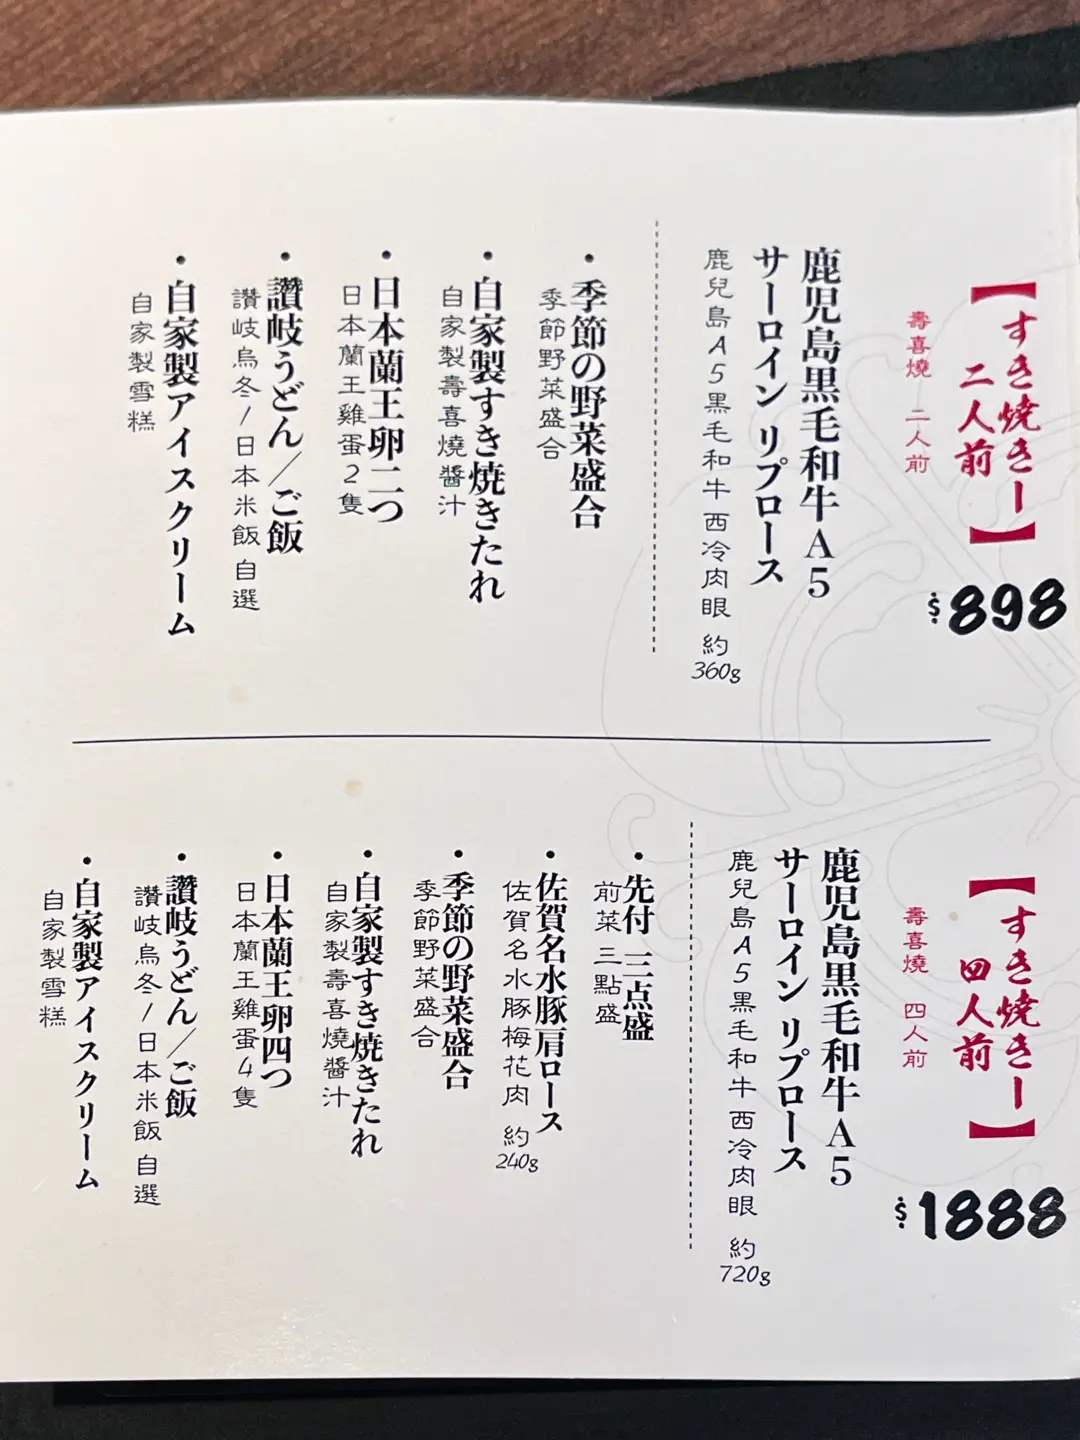 【すき焼きー
二人前】
壽喜燒 二人前
$898
鹿児島黒毛和牛A5
サーロイン リブロース
鹿兒島A5黑毛和牛 西冷肉眼 約360g
・季節の野菜盛合
季節野菜盛合
・自家製すき焼きたれ
自家製壽喜燒醬汁
・日本蘭王卵二つ
日本蘭王雞蛋2隻
・讚岐うどん／ご飯
讚岐烏冬/日本米飯 自選
・自家製アイスクリーム
自家製雪糕
【すき焼きー
四人前】
壽喜燒 四人前
$1888
鹿児島黒毛和牛A5
サーロイン リブロース
鹿兒島A5黑毛和牛 西冷肉眼 約720g
・先付 三点盛
前菜 三點盛
・佐賀名水豚肩ロース
佐賀名水豚梅花肉 約240g
・季節の野菜盛合
季節野菜盛合
・自家製すき焼きたれ
自家製壽喜燒醬汁
・日本蘭王卵四つ
日本蘭王雞蛋4隻
・讚岐うどん／ご飯
讚岐烏冬/日本米飯 自選
・自家製アイスクリーム
自家製雪糕